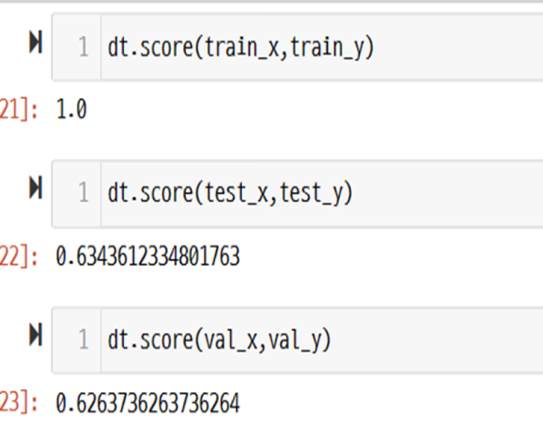 1 dt.score(train_x,train_y)
21]: 1.0
1 dt.score(test_x,test_y)
22]: 0.6343612334801763
1 dt.score(val_x,val_y)
23]: 0.6263736263736264